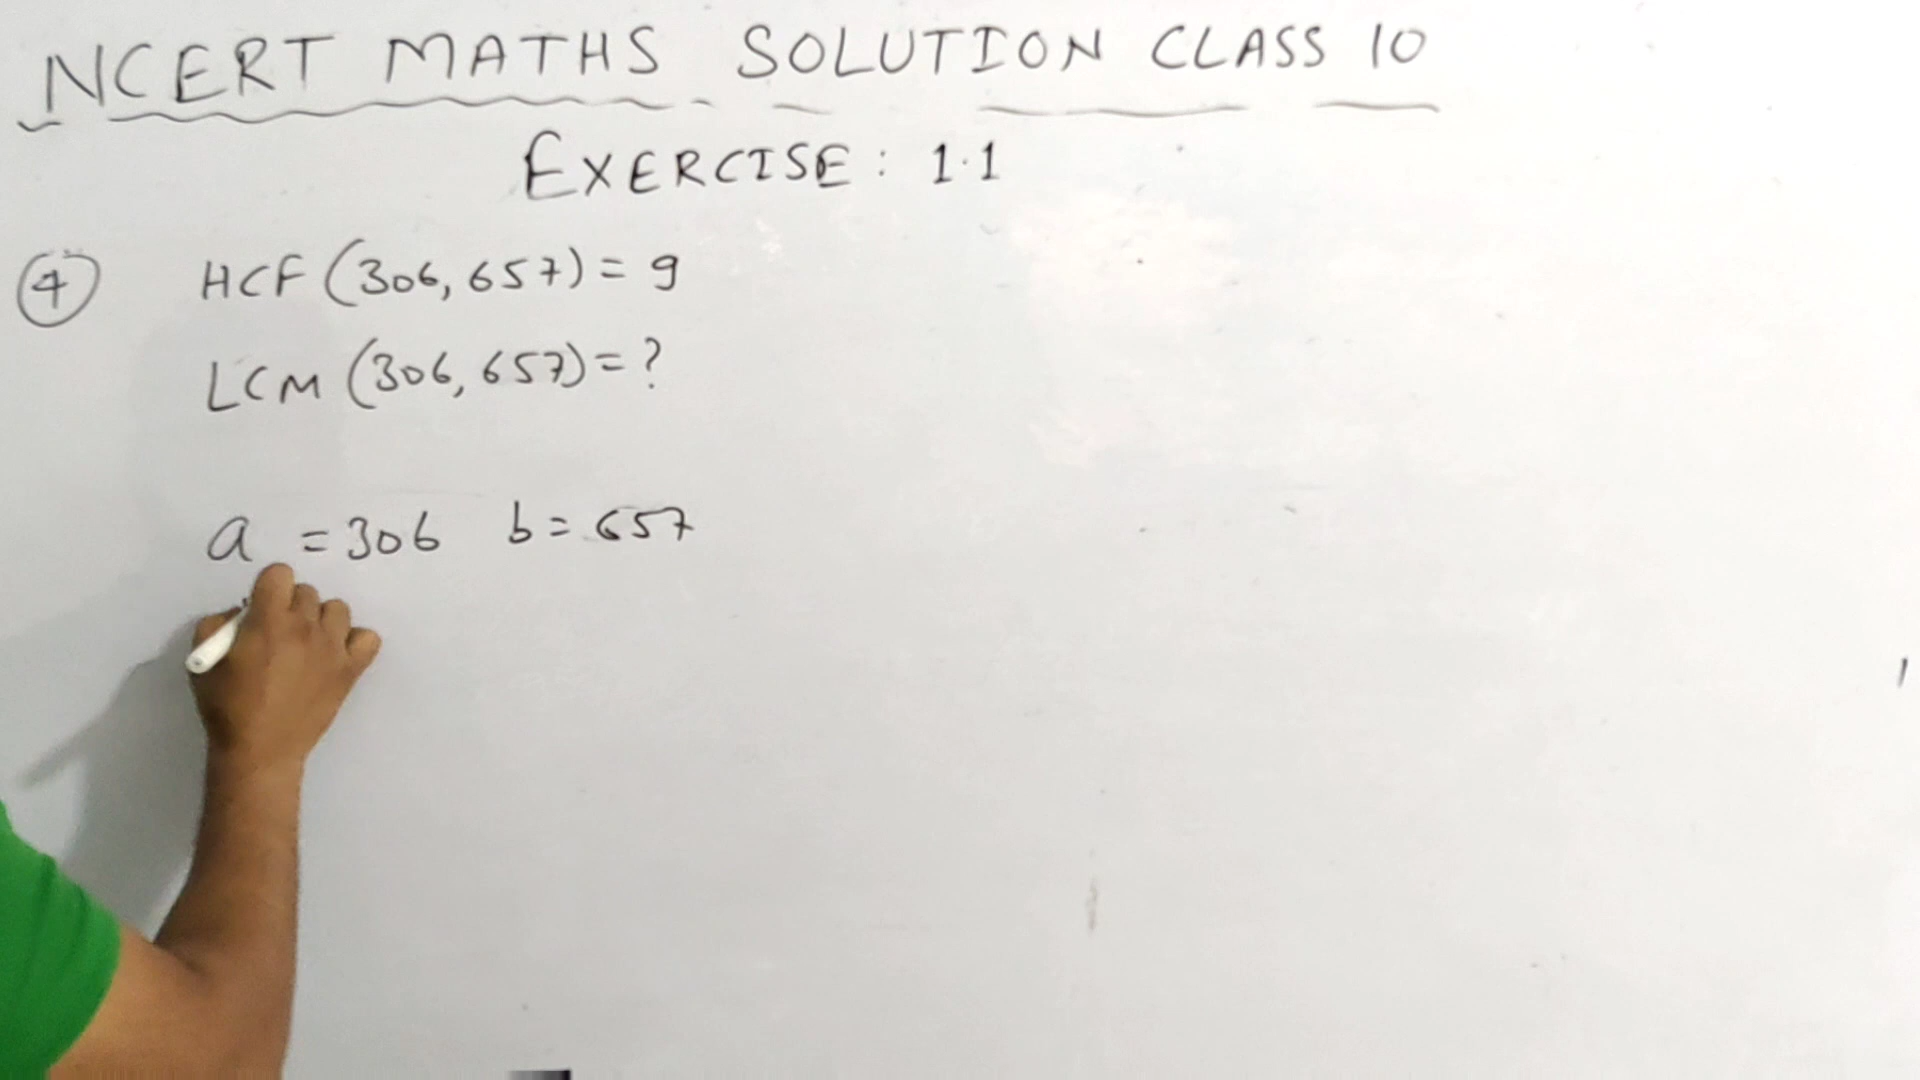 NCERT MATHS SOLUTION CLASS 10
EXERCISE: 1.1
4 HCF (306, 657) = 9
LCM (306, 657) = ?
a = 306 b = 657